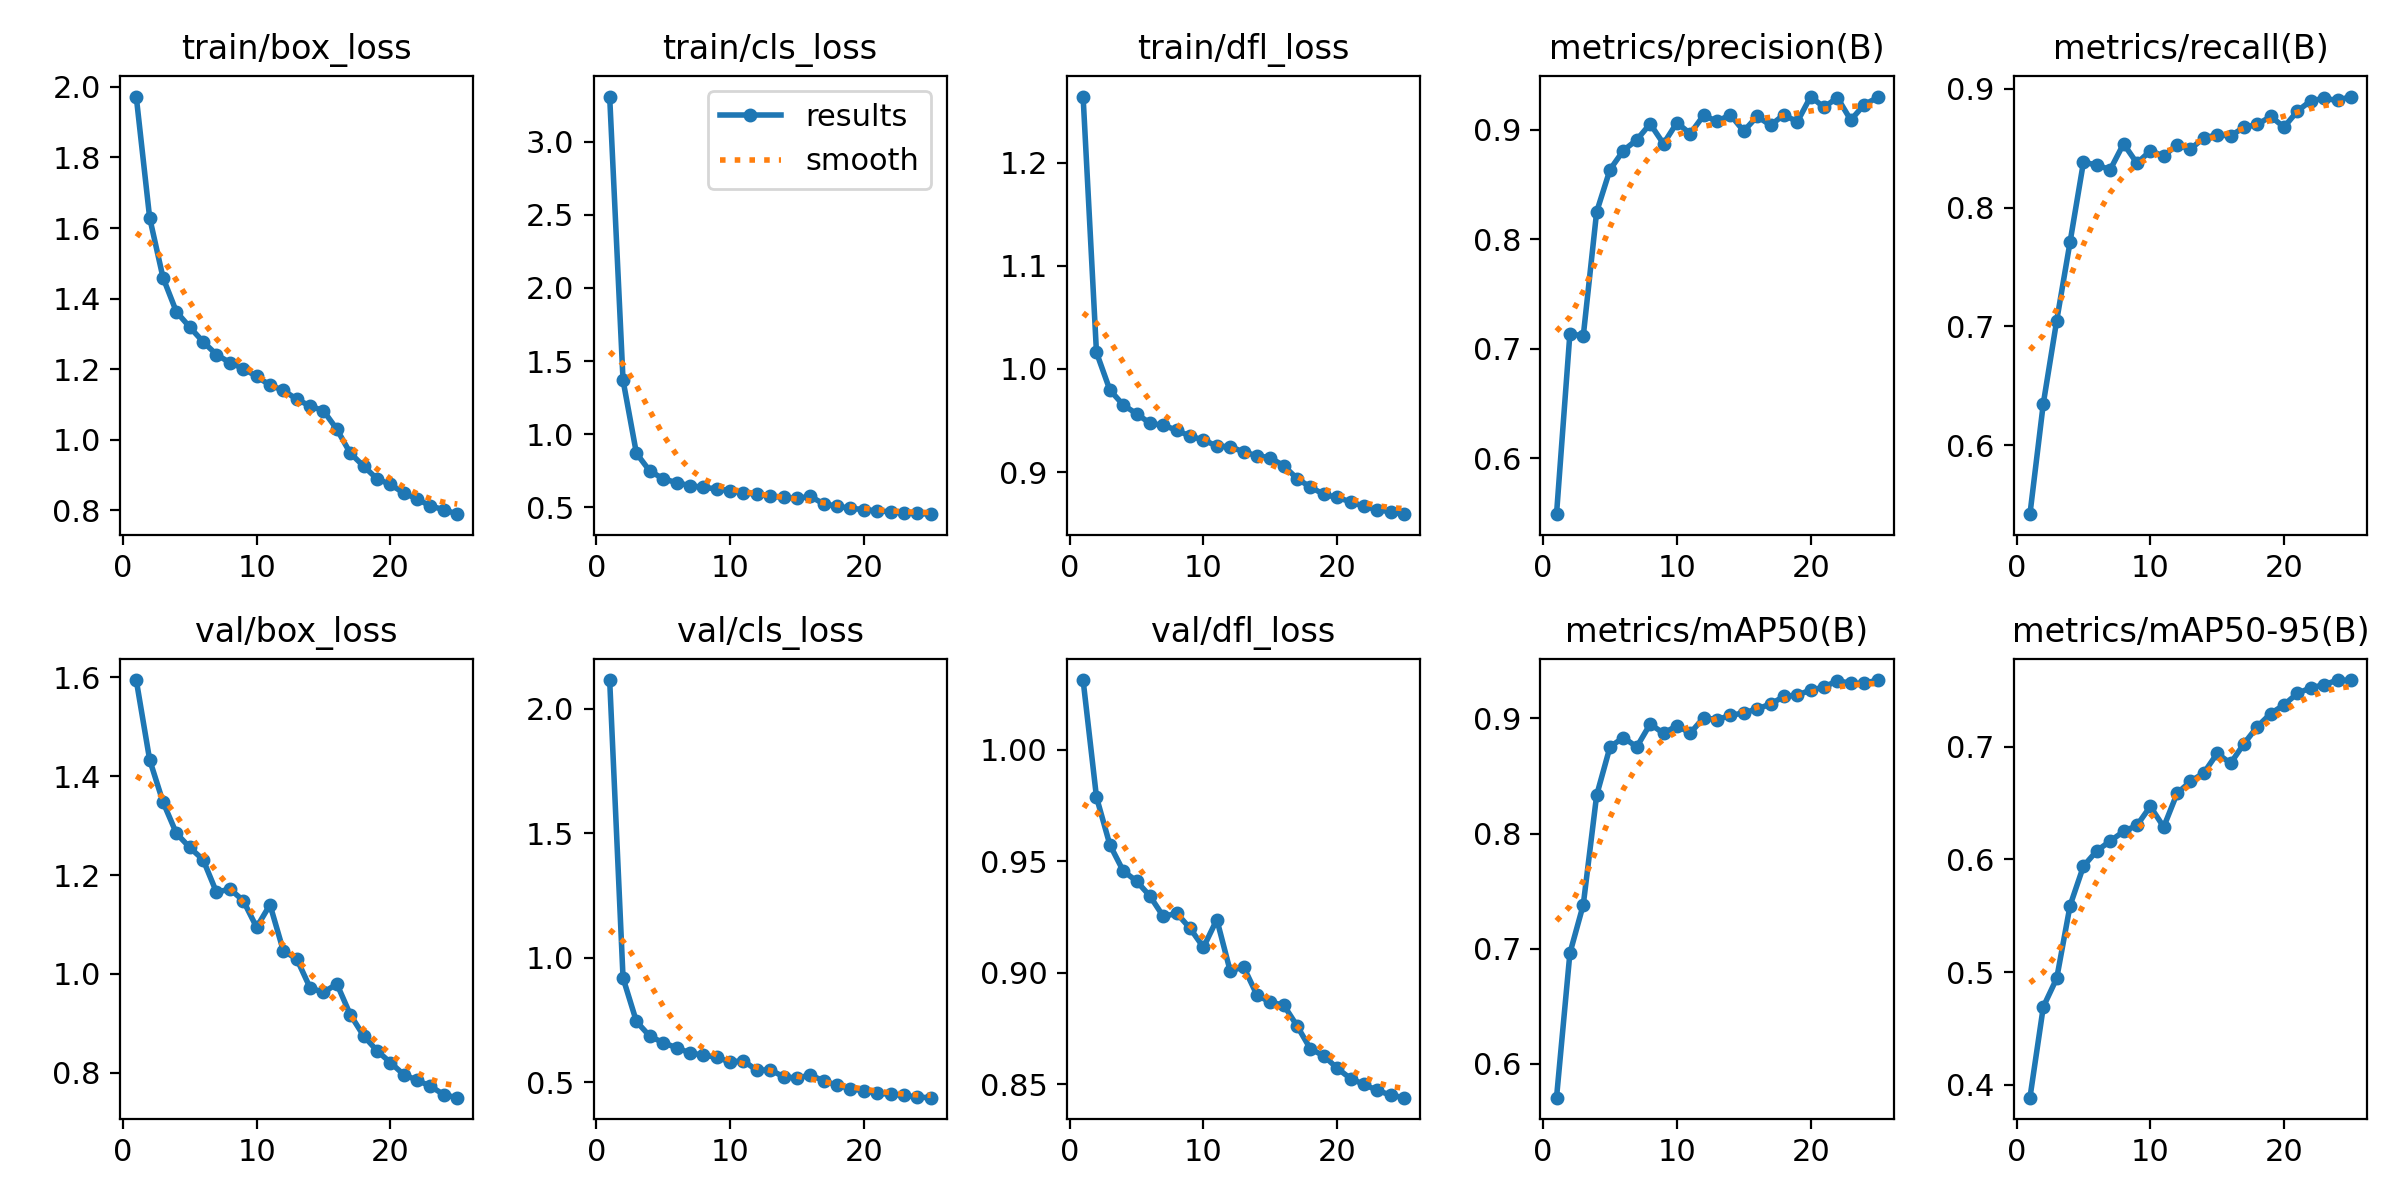 train/box_loss
2.0
1.8
1.6
1.4
1.2
1.0
0.8
0 10 20
train/cls_loss
results
smooth
3.0
2.5
2.0
1.5
1.0
0.5
0 10 20
train/dfl_loss
1.2
1.1
1.0
0.9
0 10 20
metrics/precision(B)
0.9
0.8
0.7
0.6
0 10 20
metrics/recall(B)
0.9
0.8
0.7
0.6
0 10 20
val/box_loss
1.6
1.4
1.2
1.0
0.8
0 10 20
val/cls_loss
2.0
1.5
1.0
0.5
0 10 20
val/dfl_loss
1.00
0.95
0.90
0.85
0 10 20
metrics/mAP50(B)
0.9
0.8
0.7
0.6
0 10 20
metrics/mAP50-95(B)
0.7
0.6
0.5
0.4
0 10 20